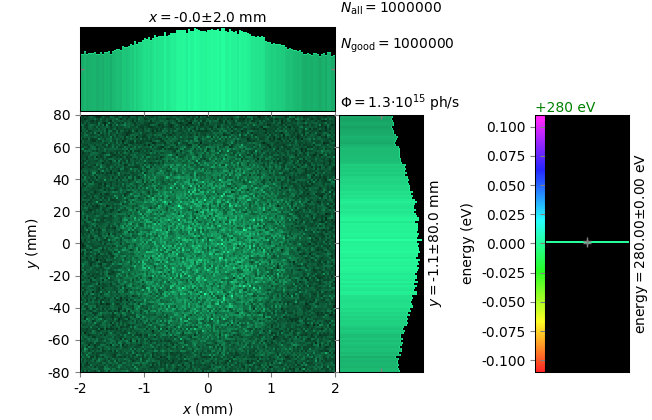 x = -0.0±2.0 mm
N_all = 1000000
N_good = 1000000
Φ = 1.3·10¹⁵ ph/s
+280 eV
80
60
40
20
0
-20
-40
-60
-80
y (mm)
-2
-1
0
1
2
x (mm)
y = -1.1±80.0 mm
energy (eV)
0.100
0.075
0.050
0.025
0.000
-0.025
-0.050
-0.075
-0.100
energy = 280.00±0.00 eV